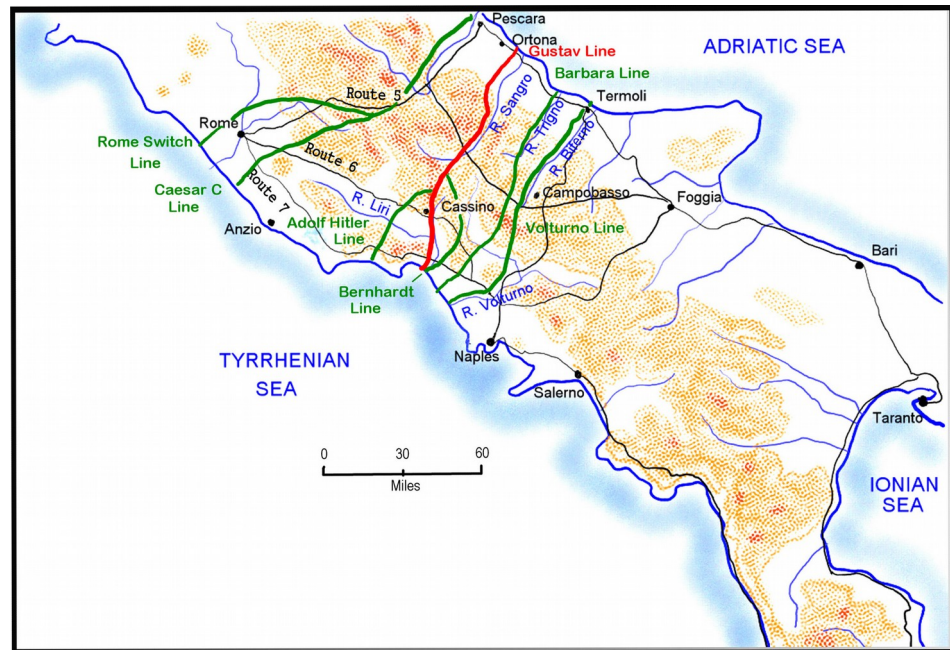 Pescara
Ortona
Gustav Line
ADRIATIC SEA
Barbara Line
Route 5
R. Sangro
Termoli
Rome
R. Trigno
R. Biferno
Rome Switch
Line
Route 6
Caesar C
Line
Route 7
R. Liri
Cassino
Campobasso
Foggia
Anzio
Adolf Hitler
Line
Volturno Line
Bari
Bernhardt
Line
R. Volturno
TYRRHENIAN
SEA
Naples
Salerno
Taranto
0 30 60
Miles
IONIAN
SEA